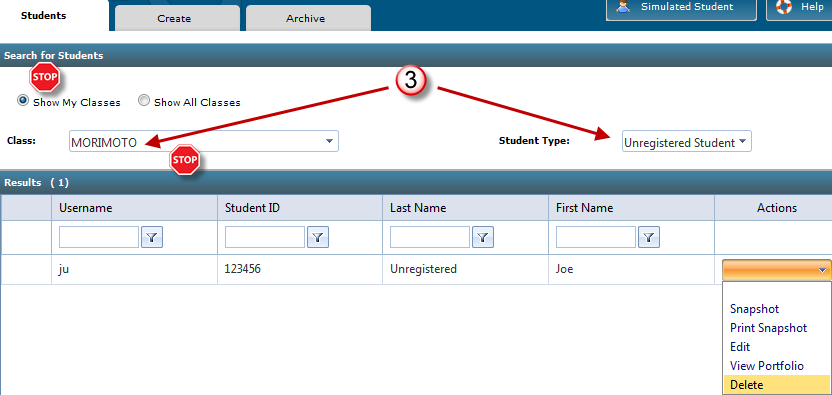 Students
Create
Archive
Simulated Student
Help
Search for Students
STOP
3
Show My Classes
Show All Classes
Class:
MORIMOTO
Student Type:
Unregistered Student
STOP
Results ( 1)
Username Student ID Last Name First Name Actions
ju 123456 Unregistered Joe
Snapshot
Print Snapshot
Edit
View Portfolio
Delete